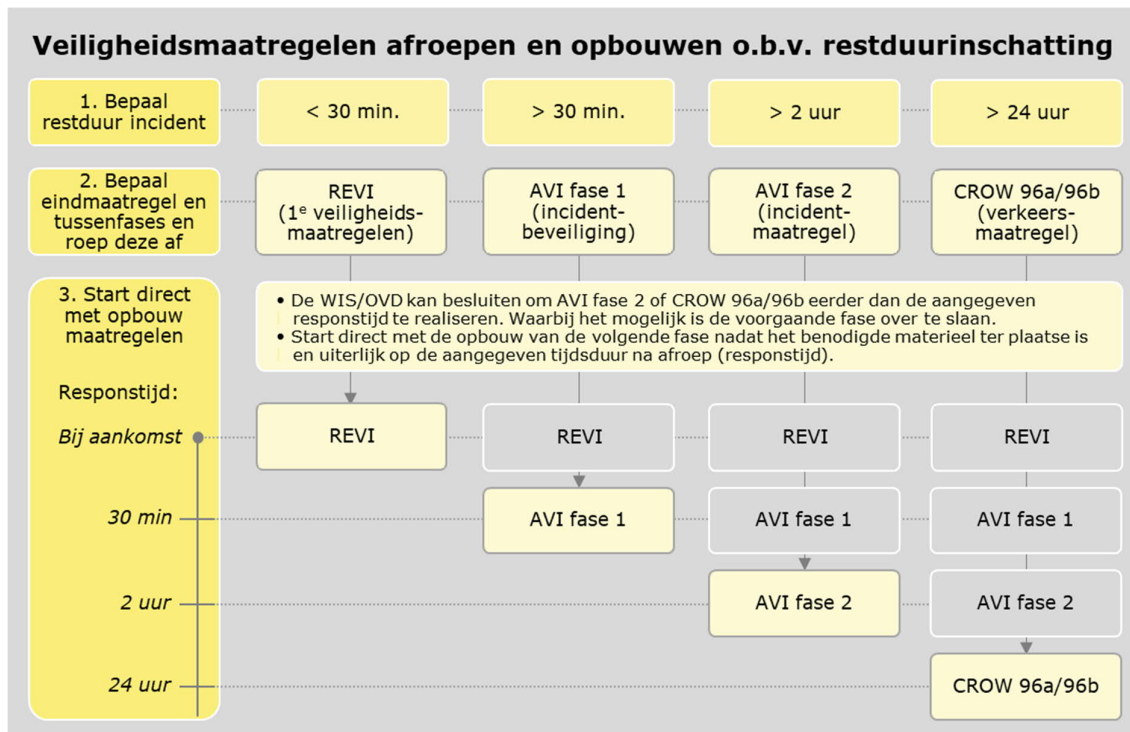 Veiligheidsmaatregelen afroepen en opbouwen o.b.v. restduurinschatting
1. Bepaal
restduur incident
< 30 min.
> 30 min.
> 2 uur
> 24 uur
2. Bepaal
eindmaatregel en
tussenfases en
roep deze af
REVI
(1e veiligheids-
maatregelen)
AVI fase 1
(incident-
beveiliging)
AVI fase 2
(incident-
maatregel)
CROW 96a/96b
(verkeers-
maatregel)
3. Start direct
met opbouw
maatregelen
• De WIS/OVD kan besluiten om AVI fase 2 of CROW 96a/96b eerder dan de aangegeven
responstijd te realiseren. Waarbij het mogelijk is de voorgaande fase over te slaan.
• Start direct met de opbouw van de volgende fase nadat het benodigde materieel ter plaatse is
en uiterlijk op de aangegeven tijdsduur na afroep (responstijd).
Responstijd:
Bij aankomst
REVI
REVI
REVI
REVI
30 min
AVI fase 1
AVI fase 1
AVI fase 1
2 uur
AVI fase 2
AVI fase 2
24 uur
CROW 96a/96b